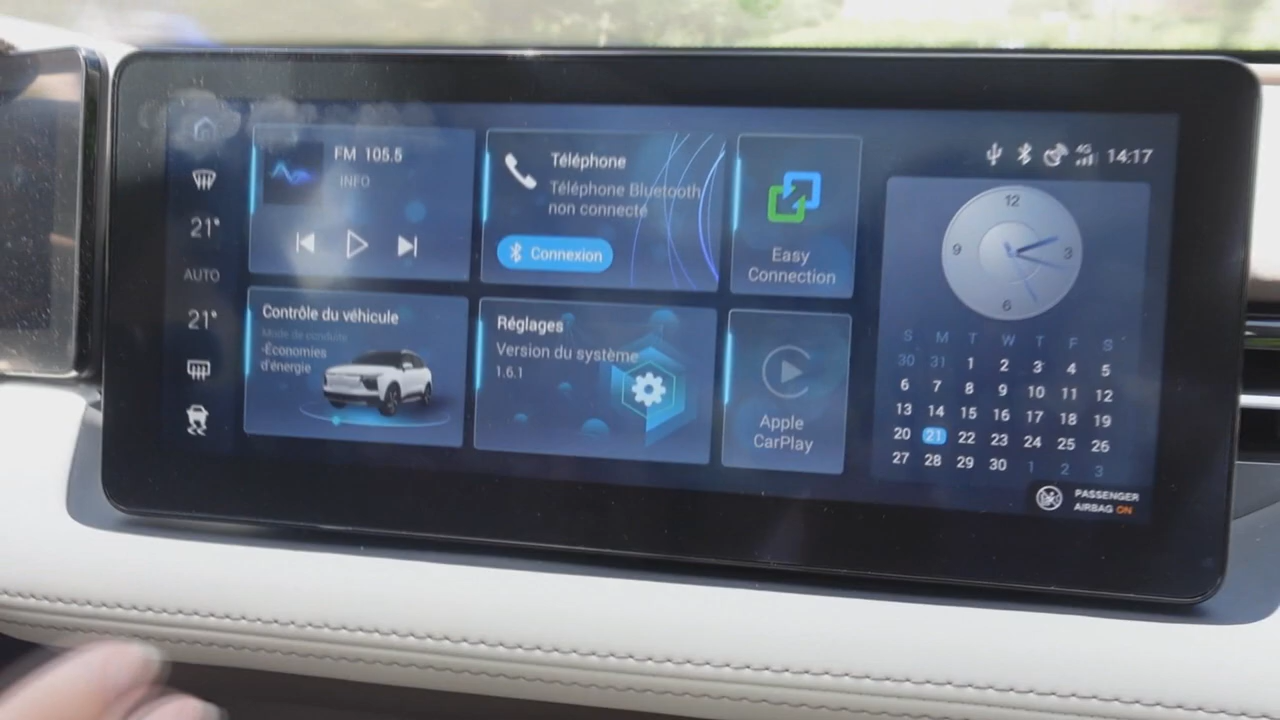 21°
AUTO
21°
FM 105.5
INFO
Téléphone
Téléphone Bluetooth
non connecté
Connexion
Easy
Connection
Contrôle du véhicule
Mode de conduite
-Économies
d'énergie
Réglages
Version du système
1.6.1
Apple
CarPlay
4G 14:17
12
9 3
6
S M T W T F S
30 31 1 2 3 4 5
6 7 8 9 10 11 12
13 14 15 16 17 18 19
20 21 22 23 24 25 26
27 28 29 30 1 2 3
PASSENGER
AIRBAG ON